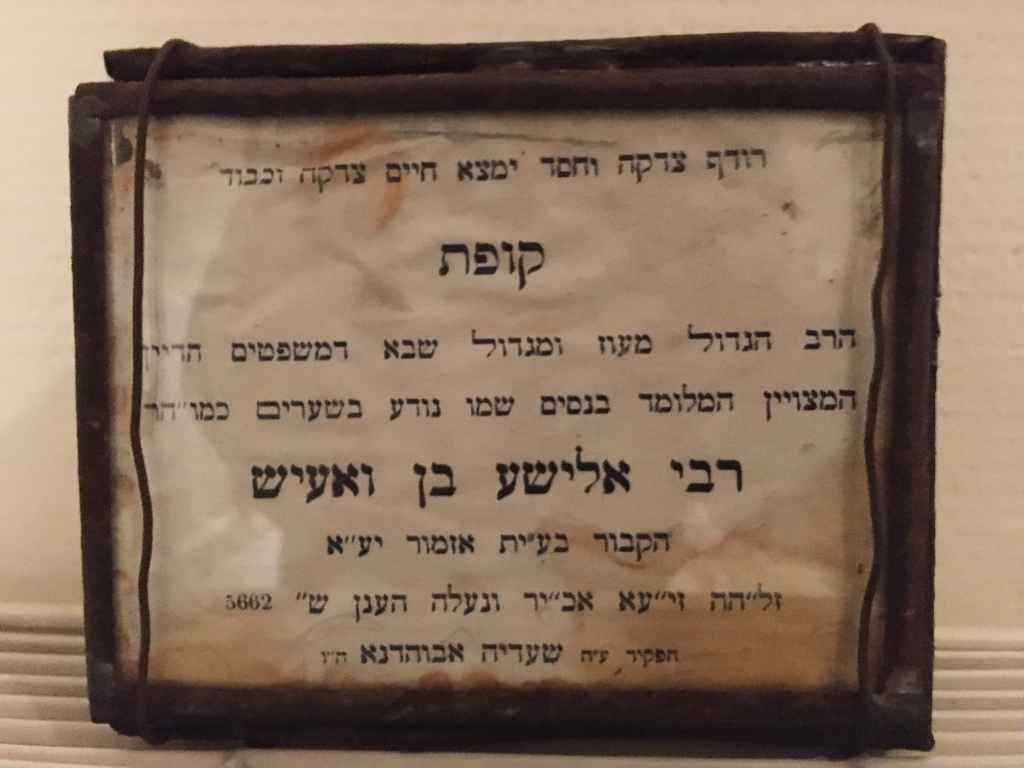 רודף צדקה וחסד ימצא חיים צדקה וכבוד
קופת
הרב הגדול מעוז ומגדול שבא דמשפטים הדיין
המצויין המלומד בנסים שמו נודע בשערים כמו״הר
רבי אלישע בן ואעיש
הקבור בע״ית אזמור יע״א
זל״הה זי״עא אכ״יר ונעלה הענן ש״ 5662
הפקיד ע״ה שעדיה אבוהדנא ה״ו